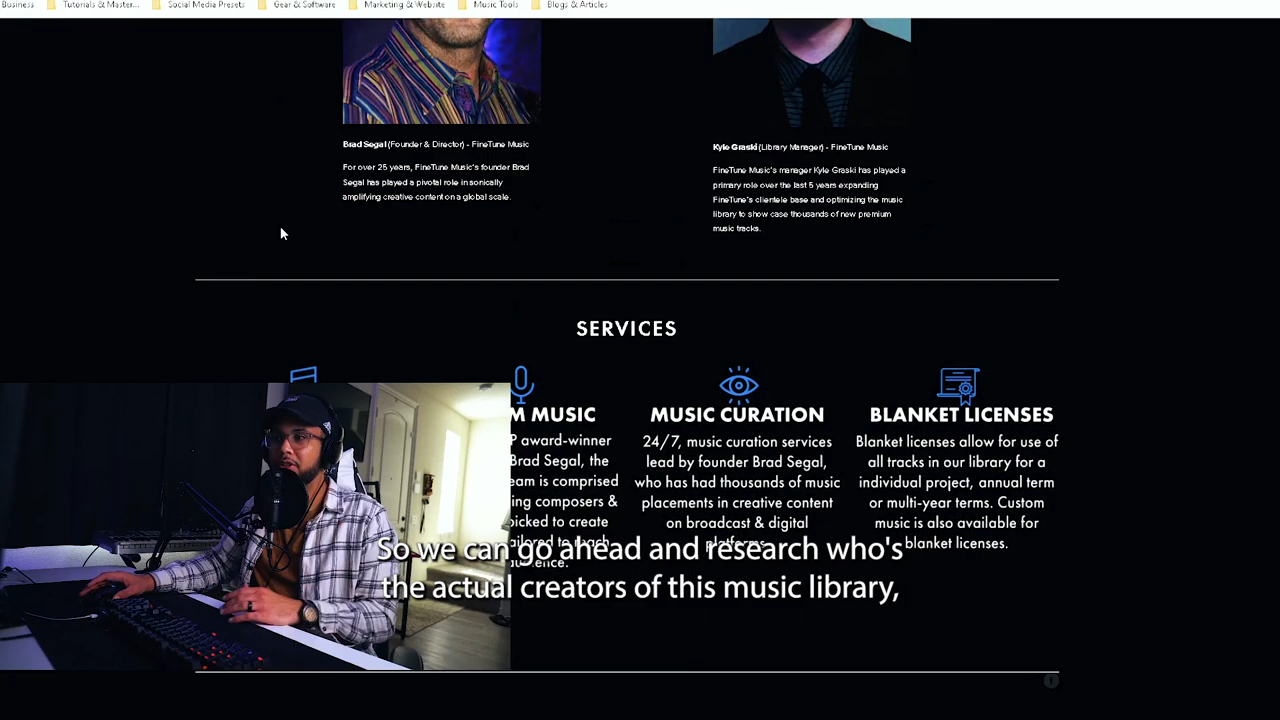 Business
Tutorials & Master...
Social Media Presets
Gear & Software
Marketing & Website
Music Tools
Blogs & Articles
Brad Segal (Founder & Director) - FineTune Music
For over 25 years, FineTune Music's founder Brad
Segal has played a pivotal role in sonically
amplifying creative content on a global scale.
Kyle Graski (Library Manager) - FineTune Music
FineTune Music's manager Kyle Graski has played a
primary role over the last 5 years expanding
FineTune's clientele base and optimizing the music
library to show case thousands of new premium
music tracks.
SERVICES
M MUSIC
P award-winner
Brad Segal, the
eam is comprised
ing composers &
picked to create
ailored to reach
MUSIC CURATION
24/7, music curation services
lead by founder Brad Segal,
who has had thousands of music
placements in creative content
on broadcast & digital
platforms.
BLANKET LICENSES
Blanket licenses allow for use of
all tracks in our library for a
individual project, annual term
or multi-year terms. Custom
music is also available for
blanket licenses.
So we can go ahead and research who's
the actual creators of this music library,